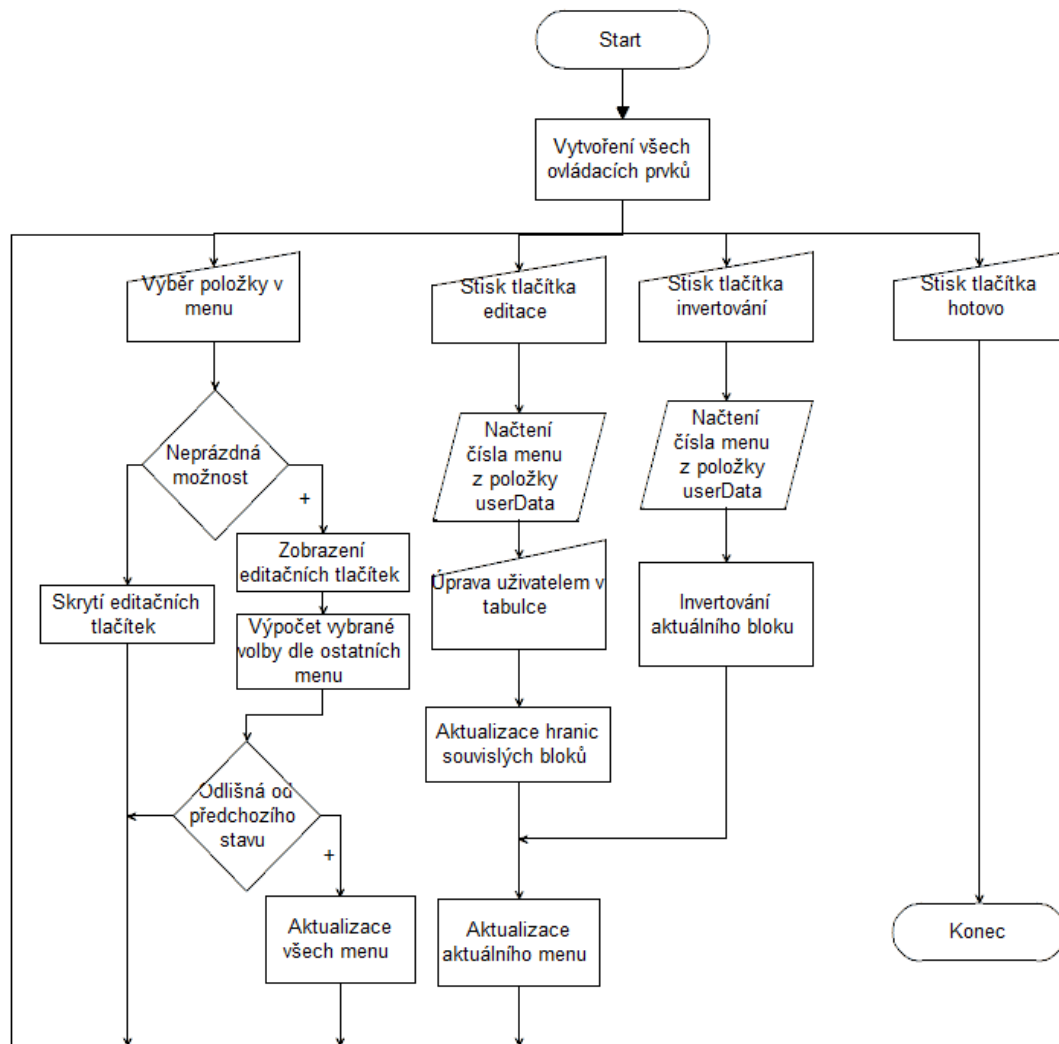 Start
Vytvoření všech
ovládacích prvků
Výběr položky v
menu
Stisk tlačítka
editace
Stisk tlačítka
invertování
Stisk tlačítka
hotovo
Neprázdná
možnost
+
Načtení
čísla menu
z položky
userData
Načtení
čísla menu
z položky
userData
Zobrazení
editačních tlačítek
Skrytí editačních
tlačítek
Výpočet vybrané
volby dle ostatních
menu
Úprava uživatelem v
tabulce
Invertování
aktuálního bloku
Aktualizace hranic
souvislých bloků
Odlišná od
předchozího
stavu
+
Aktualizace
všech menu
Aktualizace
aktuálního menu
Konec